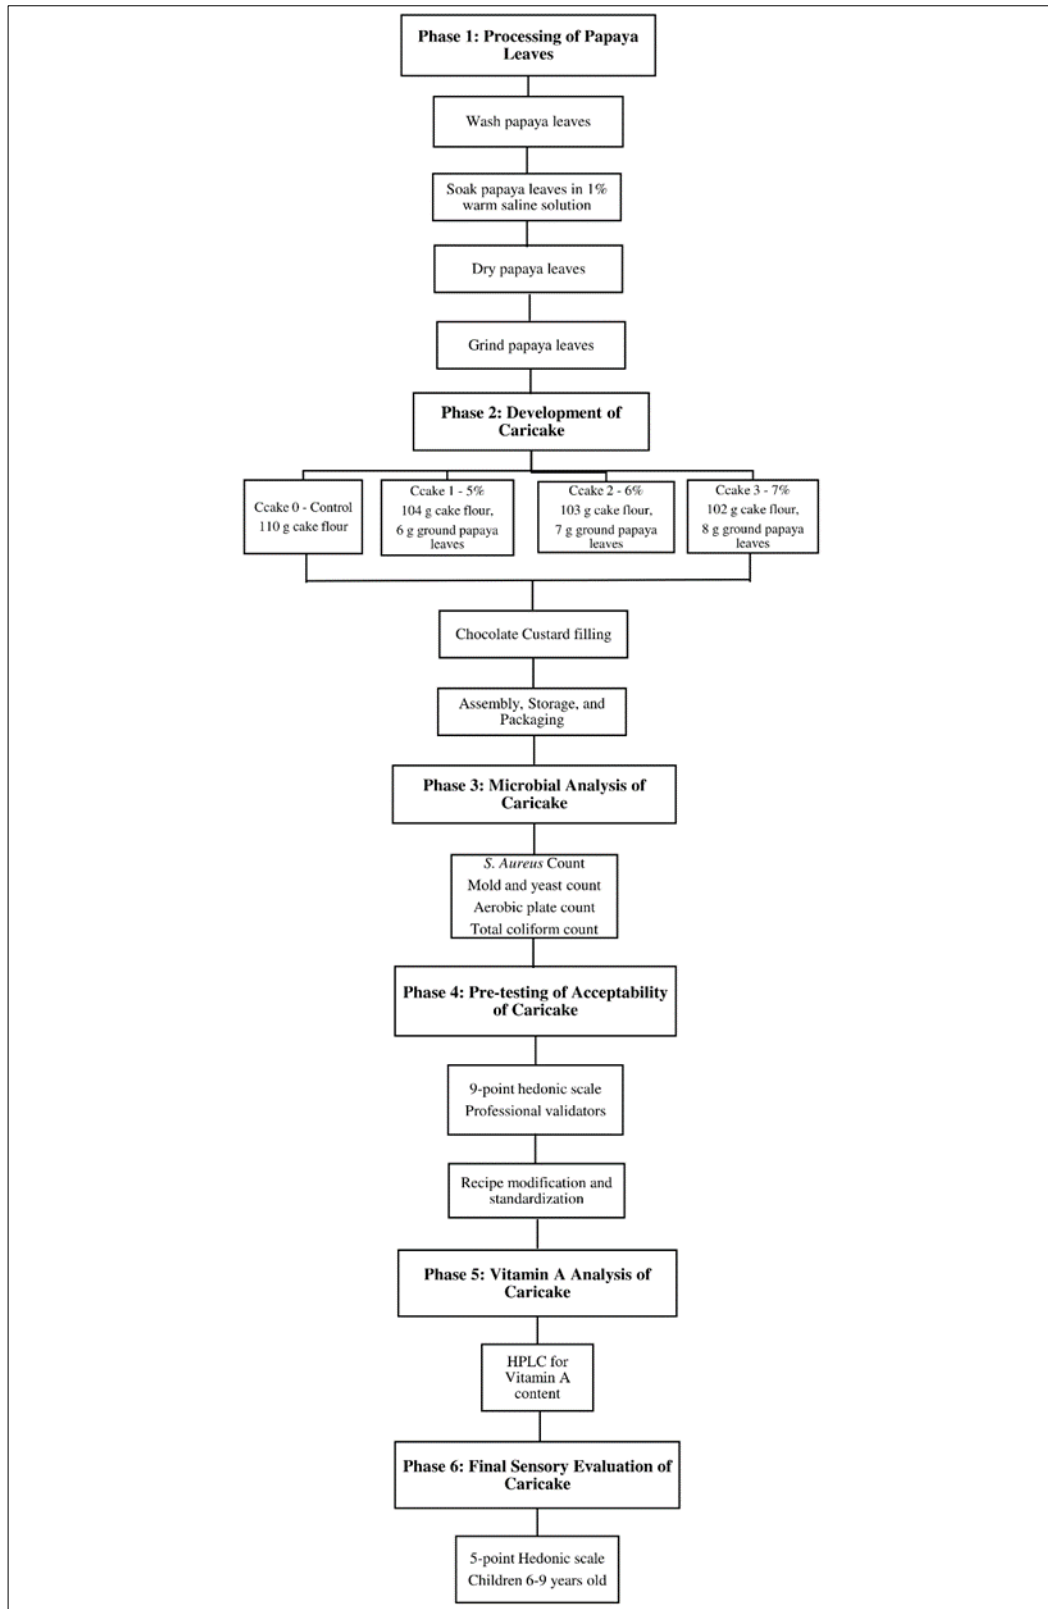 Phase 1: Processing of Papaya
Leaves
Wash papaya leaves
Soak papaya leaves in 1%
warm saline solution
Dry papaya leaves
Grind papaya leaves
Phase 2: Development of
Caricake
Ccake 0 - Control
110 g cake flour
Ccake 1 - 5%
104 g cake flour,
6 g ground papaya
leaves
Ccake 2 - 6%
103 g cake flour,
7 g ground papaya
leaves
Ccake 3 - 7%
102 g cake flour,
8 g ground papaya
leaves
Chocolate Custard filling
Assembly, Storage, and
Packaging
Phase 3: Microbial Analysis of
Caricake
S. Aureus Count
Mold and yeast count
Aerobic plate count
Total coliform count
Phase 4: Pre-testing of Acceptability
of Caricake
9-point hedonic scale
Professional validators
Recipe modification and
standardization
Phase 5: Vitamin A Analysis of
Caricake
HPLC for
Vitamin A
content
Phase 6: Final Sensory Evaluation of
Caricake
5-point Hedonic scale
Children 6-9 years old